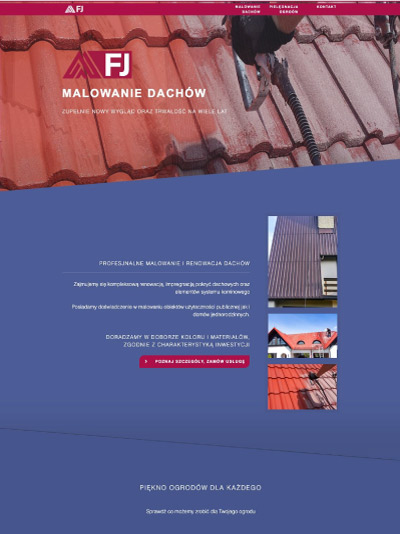 FJ
MALOWANIE DACHÓW
PIELĘGNACJA OGRODÓW
KONTAKT
FJ
MALOWANIE DACHÓW
ZUPEŁNIE NOWY WYGLĄD ORAZ TRWAŁOŚĆ NA WIELE LAT
PROFESJNALNE MALOWANIE I RENOWACJA DACHÓW
Zajmujemy się kompleksową renowacją, impregnacją pokryć dachowych oraz
elementów systemu kominowego
Posiadamy doświadczenie w malowaniu obiektów użyteczności publicznej jak i
domów jednorodzinnych.
DORADZAMY W DOBORZE KOLORU I MATERIAŁÓW,
ZGODNIE Z CHARAKTERYSTYKĄ INWESTYCJI
POZNAJ SZCZEGÓŁY, ZAMÓW USŁUGĘ
PIĘKNO OGRODÓW DLA KAŻDEGO
Sprawdź co możemy zrobić dla Twojego ogrodu